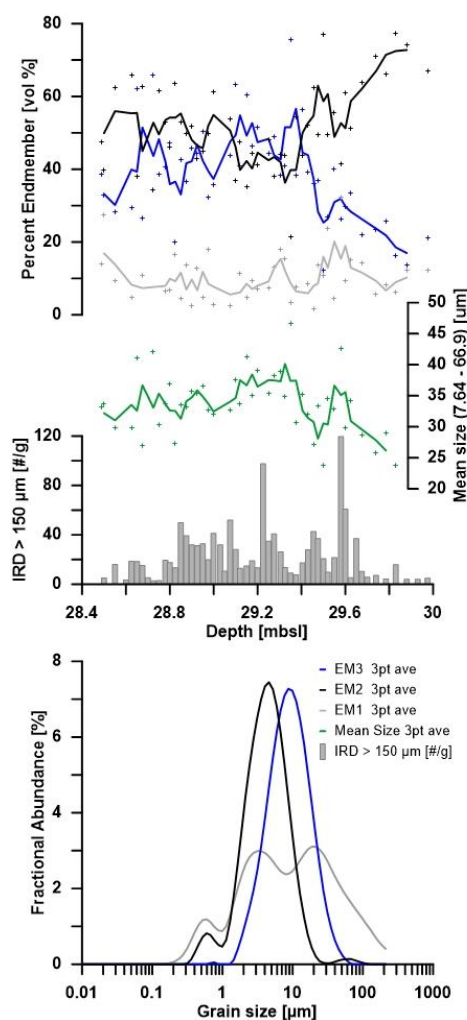 80
60
40
20
0
Percent Endmember [vol %]
50
45
40
35
30
25
20
Mean size (7.64 - 66.9) [um]
120
80
40
0
IRD > 150 µm [#/g]
28.4 28.8 29.2 29.6 30
Depth [mbsl]
EM3 3pt ave
EM2 3pt ave
EM1 3pt ave
Mean Size 3pt ave
IRD > 150 µm [#/g]
8
6
4
2
0
Fractional Abundance [%]
0.01 0.1 1 10 100 1000
Grain size [µm]